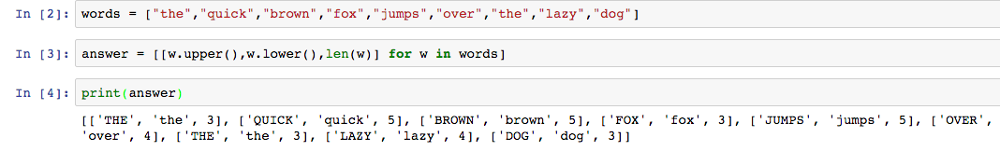 In [2]: words = ["the","quick","brown","fox","jumps","over","the","lazy","dog"]
In [3]: answer = [[w.upper(),w.lower(),len(w)] for w in words]
In [4]: print(answer)
[['THE', 'the', 3], ['QUICK', 'quick', 5], ['BROWN', 'brown', 5], ['FOX', 'fox', 3], ['JUMPS', 'jumps', 5], ['OVER',
'over', 4], ['THE', 'the', 3], ['LAZY', 'lazy', 4], ['DOG', 'dog', 3]]